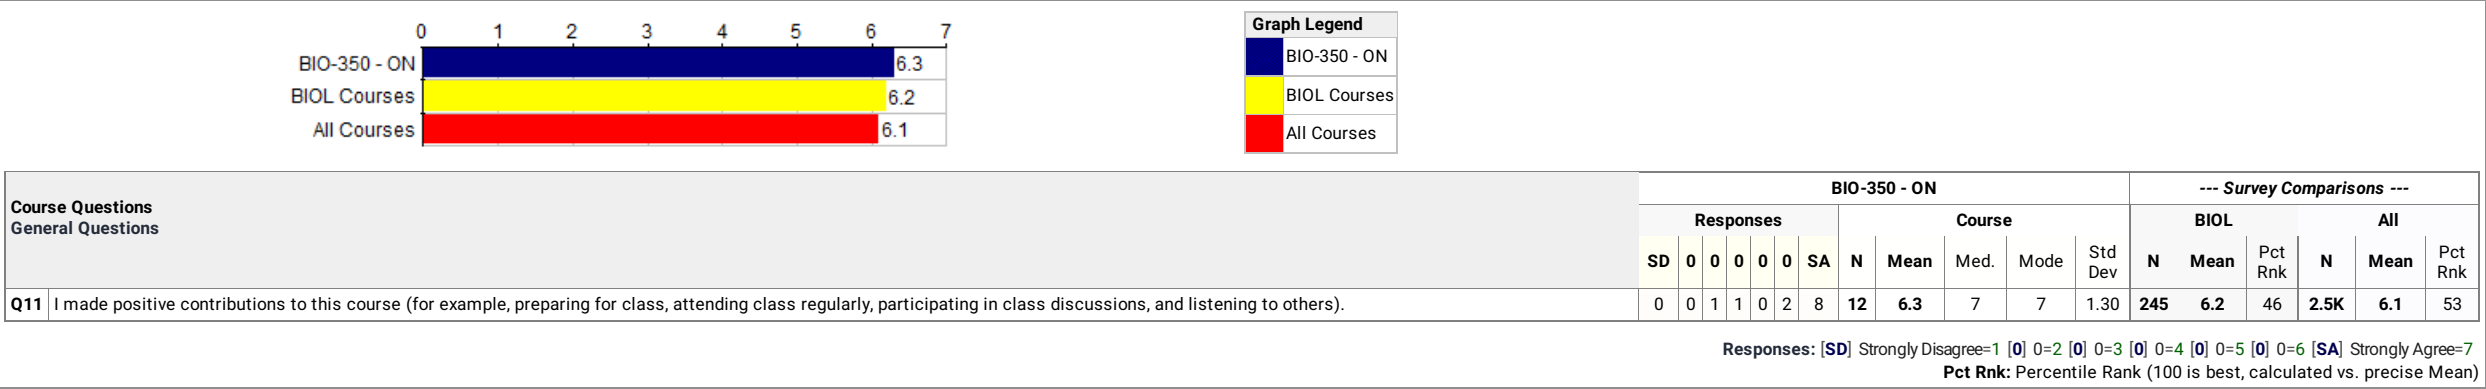 0 1 2 3 4 5 6 7
BIO-350 - ON 6.3
BIOL Courses 6.2
All Courses 6.1
Graph Legend
BIO-350 - ON
BIOL Courses
All Courses
Course Questions
General Questions
BIO-350 - ON --- Survey Comparisons ---
Responses Course BIOL All
SD 0 0 0 0 0 SA N Mean Med. Mode Std Dev N Mean Pct Rnk N Mean Pct Rnk
Q11 I made positive contributions to this course (for example, preparing for class, attending class regularly, participating in class discussions, and listening to others). 0 0 1 1 0 2 8 12 6.3 7 7 1.30 245 6.2 46 2.5K 6.1 53
Responses: [SD] Strongly Disagree=1 [0] 0=2 [0] 0=3 [0] 0=4 [0] 0=5 [0] 0=6 [SA] Strongly Agree=7
Pct Rnk: Percentile Rank (100 is best, calculated vs. precise Mean)